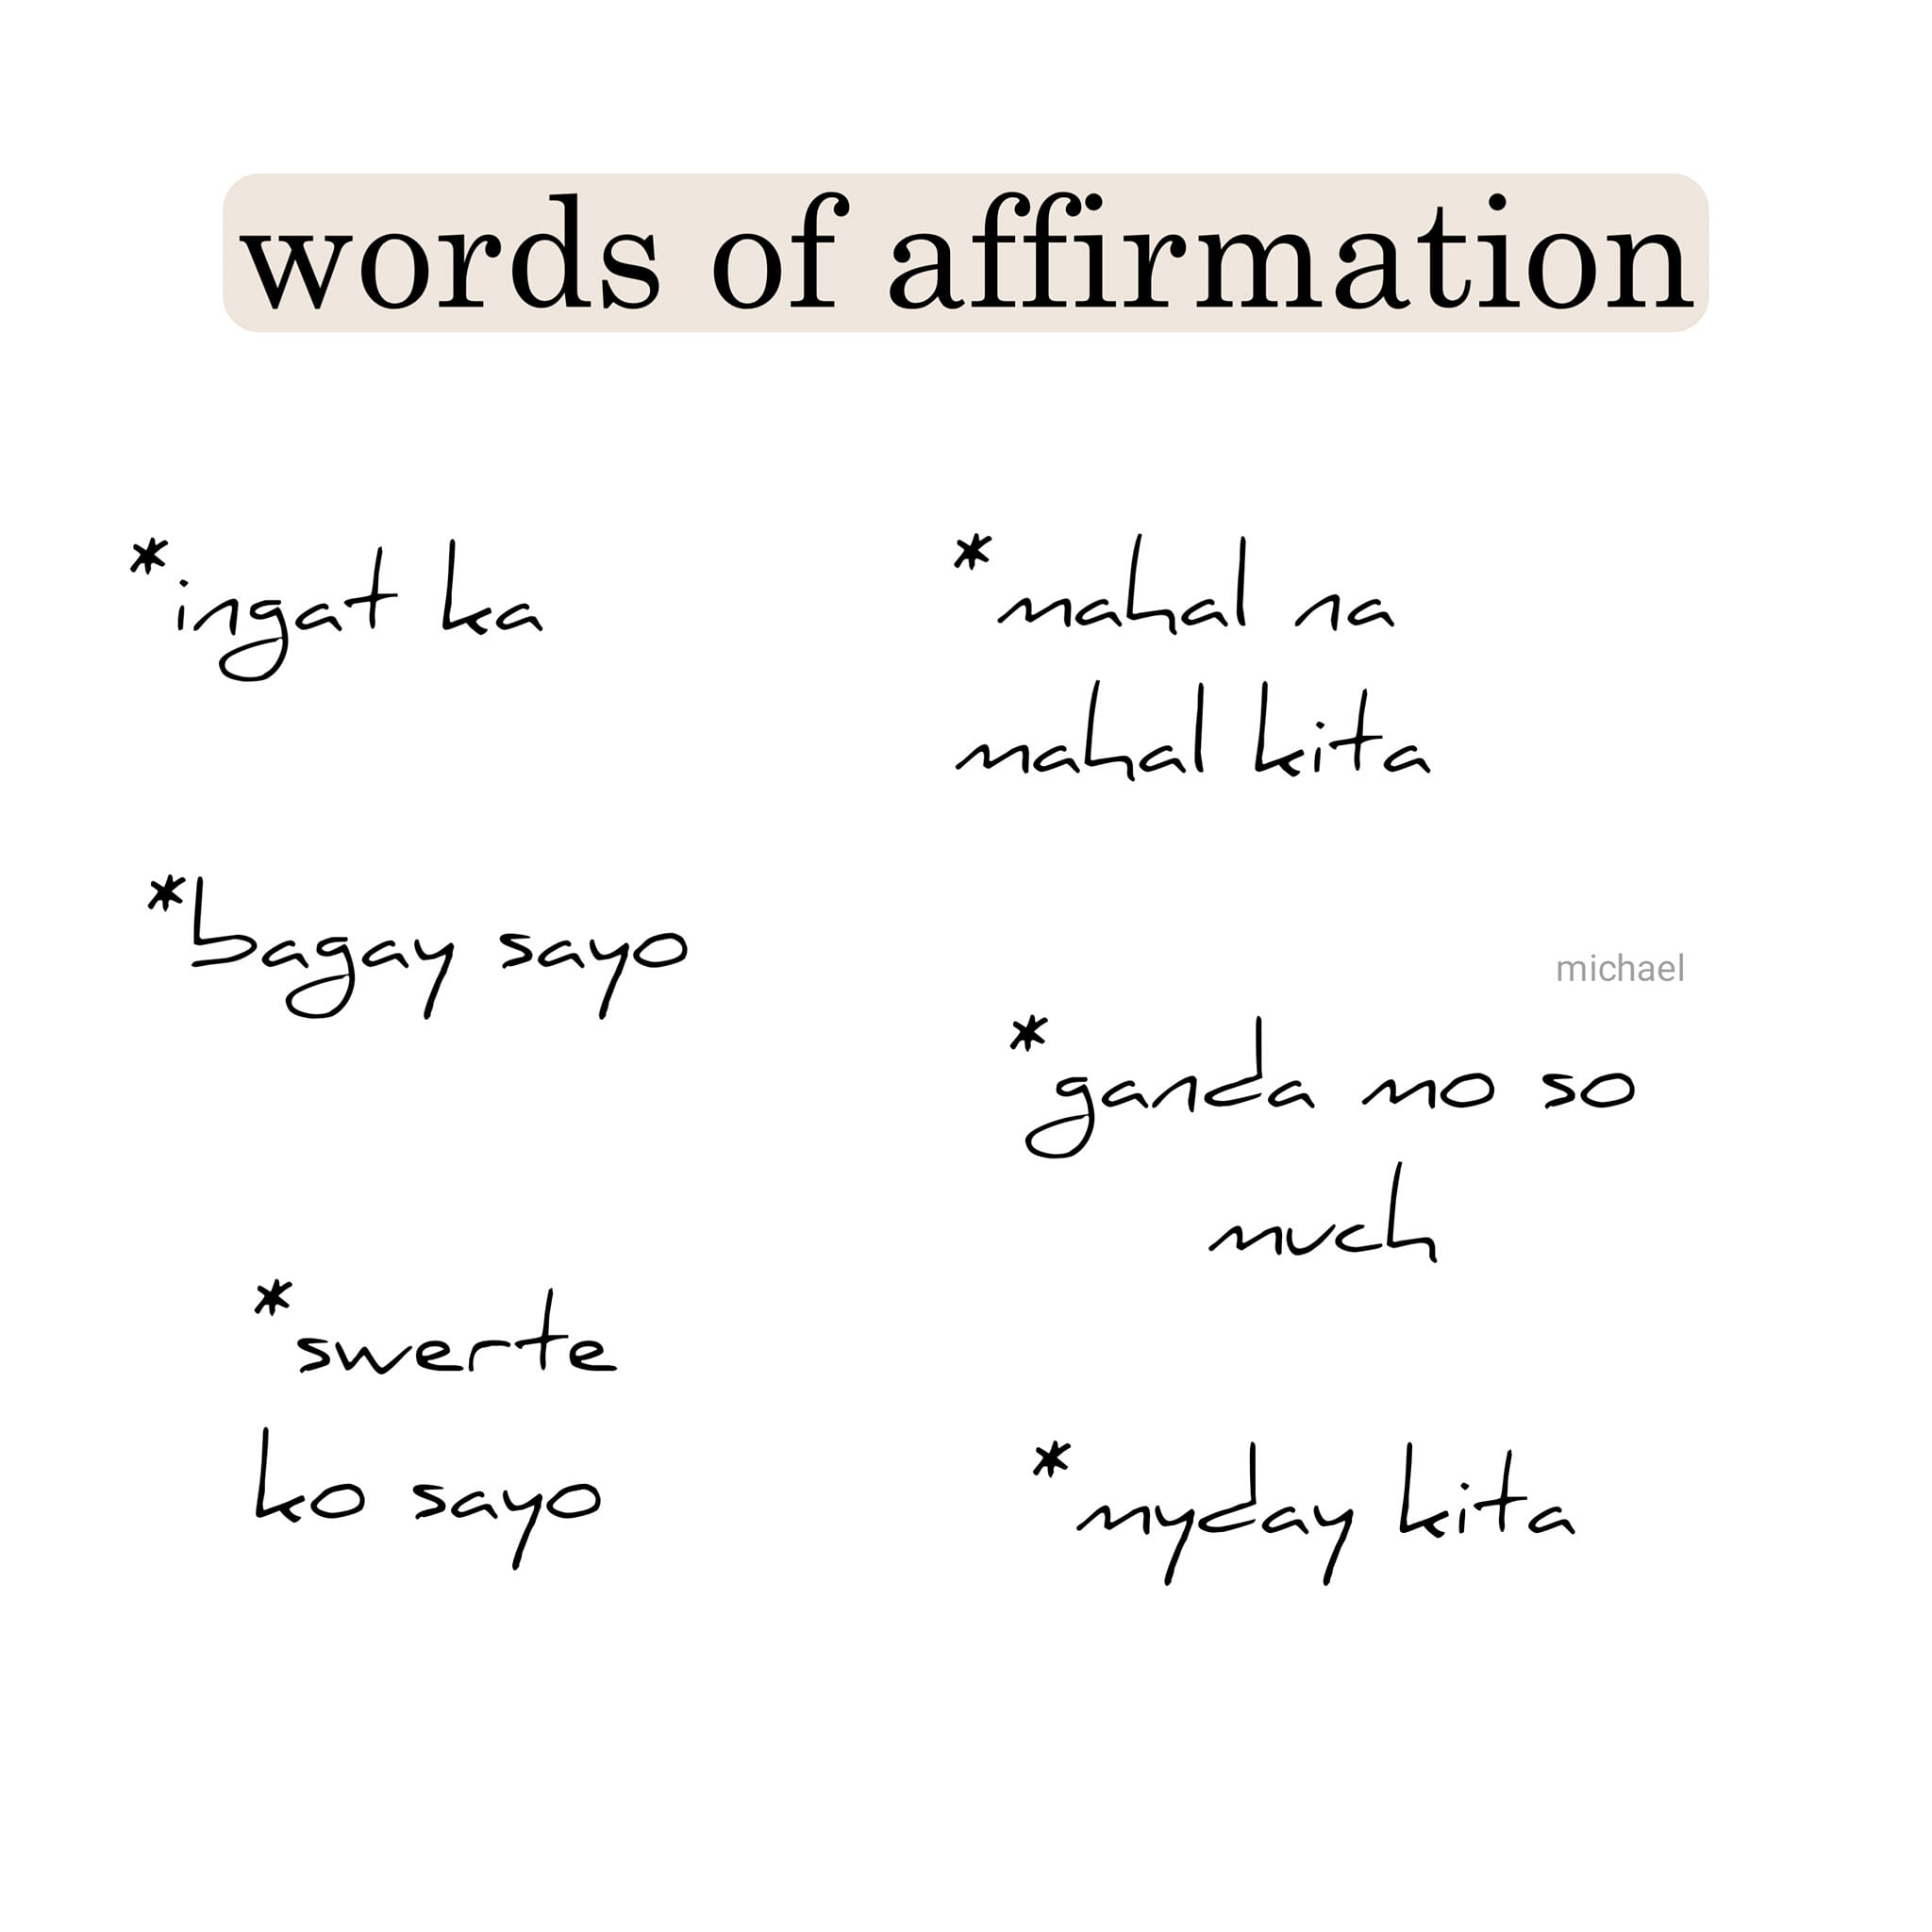 words of affirmation
*ingat ka
*mahal na
mahal kita
*bagay sayo
michael
*ganda mo so
much
*swerte
ko sayo
*myday kita